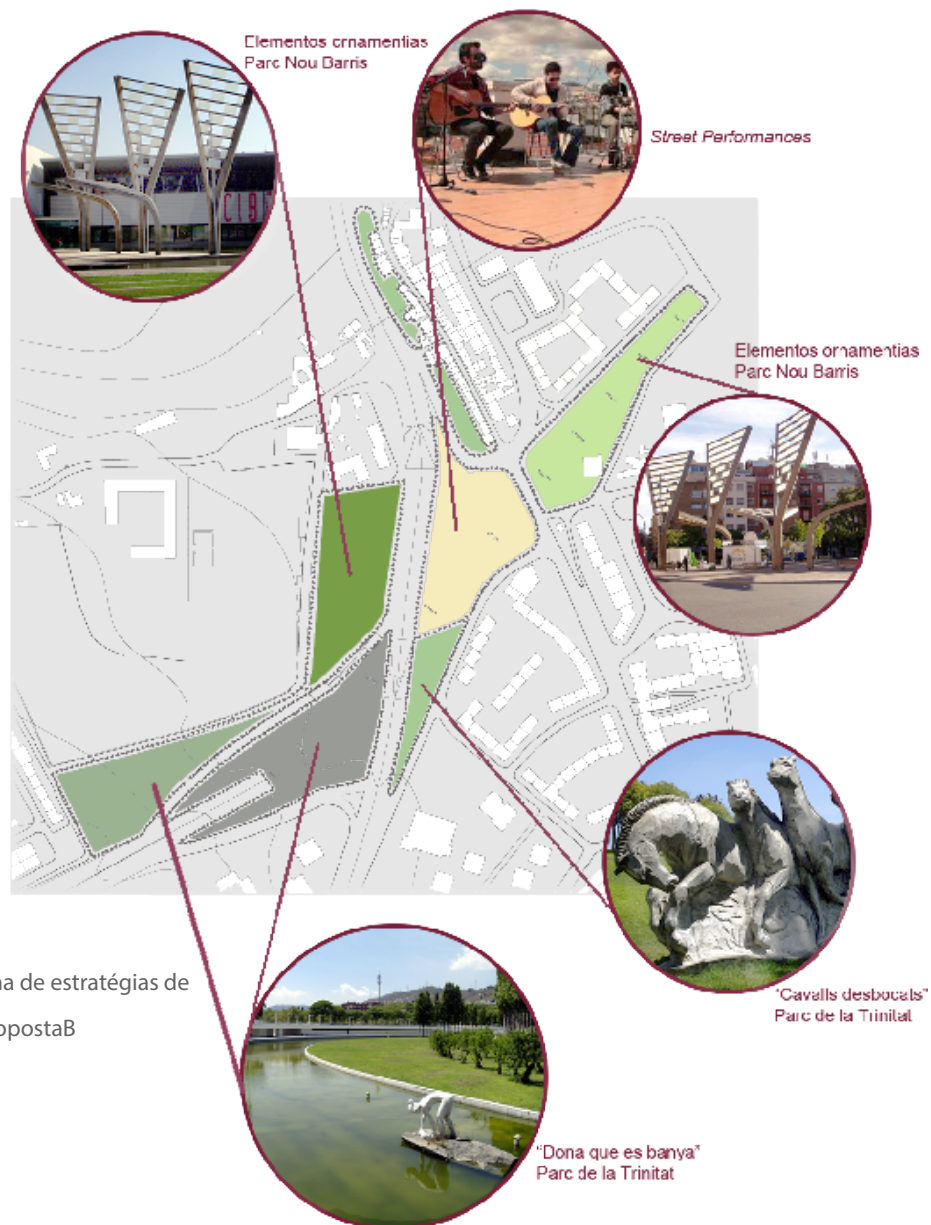 Elementos ornamentias
Parc Nou Barris
Street Performances
Elementos ornamentias
Parc Nou Barris
"Cavalls desbocats"
Parc de la Trinitat
a de estratégias de
opostaB
"Dona que es banya"
Parc de la Trinitat